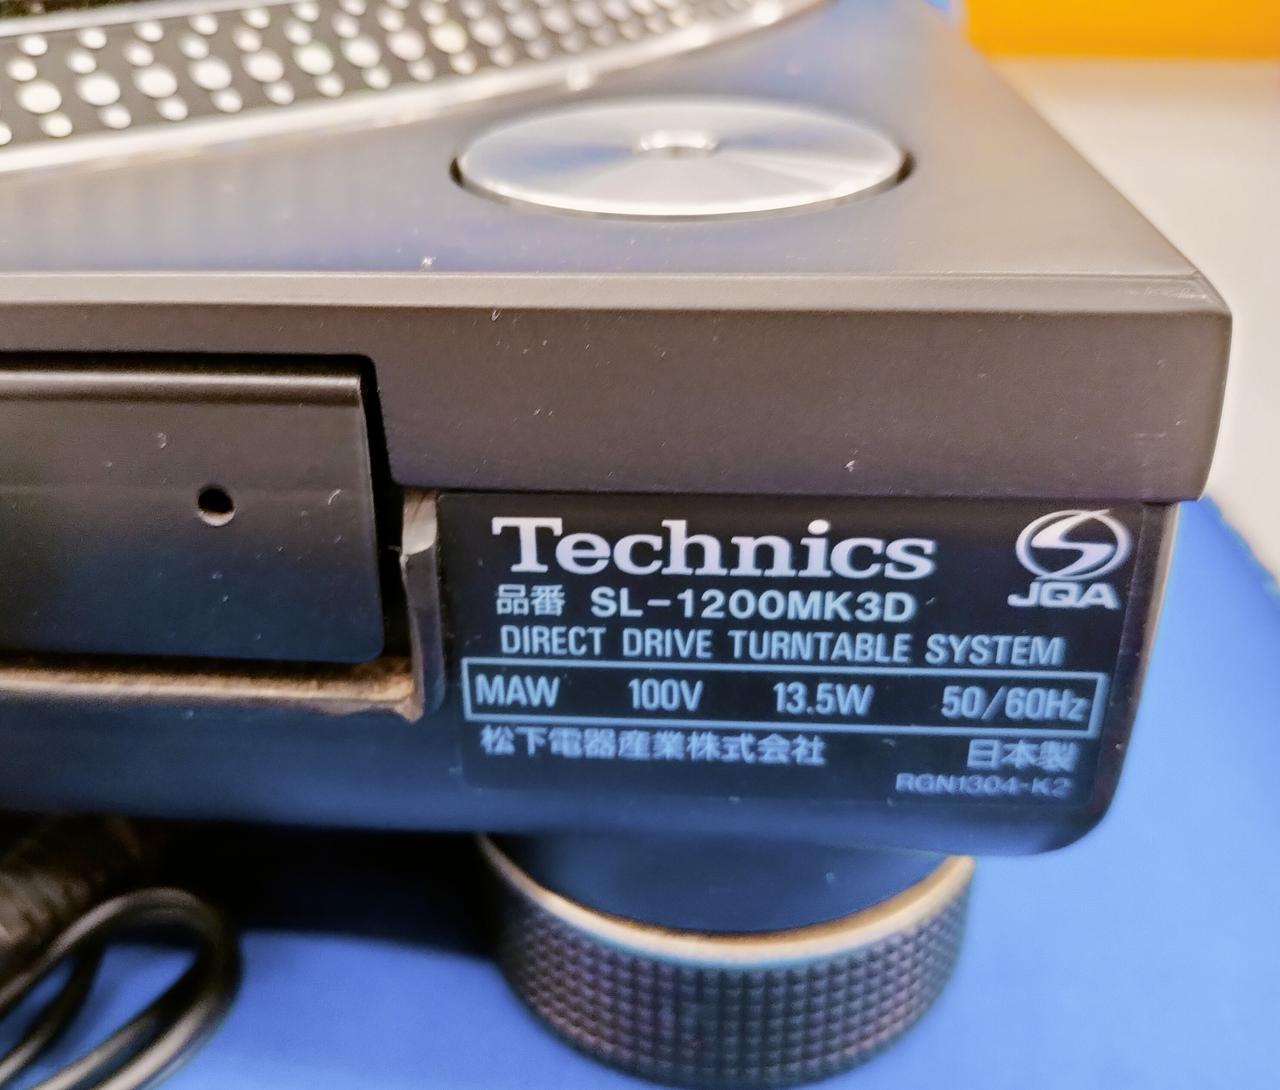 Technics
JQA
品番 SL-1200MK3D
DIRECT DRIVE TURNTABLE SYSTEM
MAW 100V 13.5W 50/60Hz
松下電器産業株式会社 日本製
RGN1304-K2